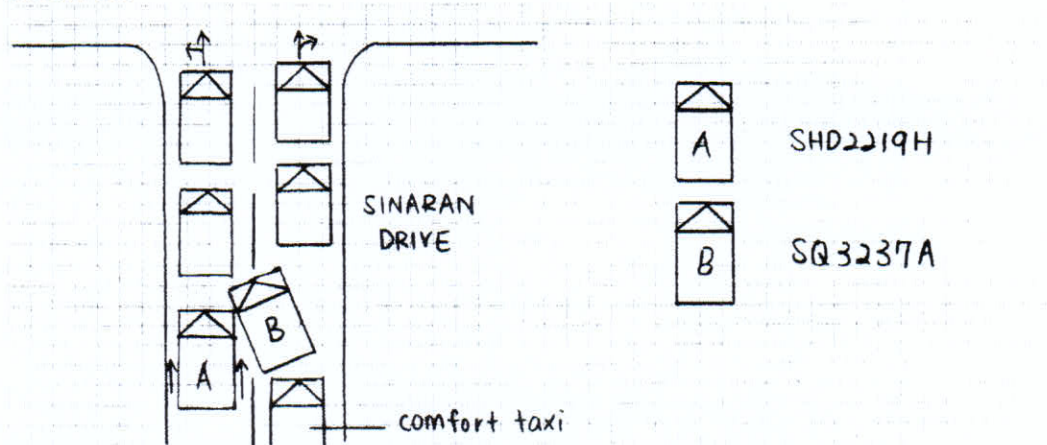 SINARAN
DRIVE
A
SHD2219H
B
SQ3237A
B
A
comfort taxi